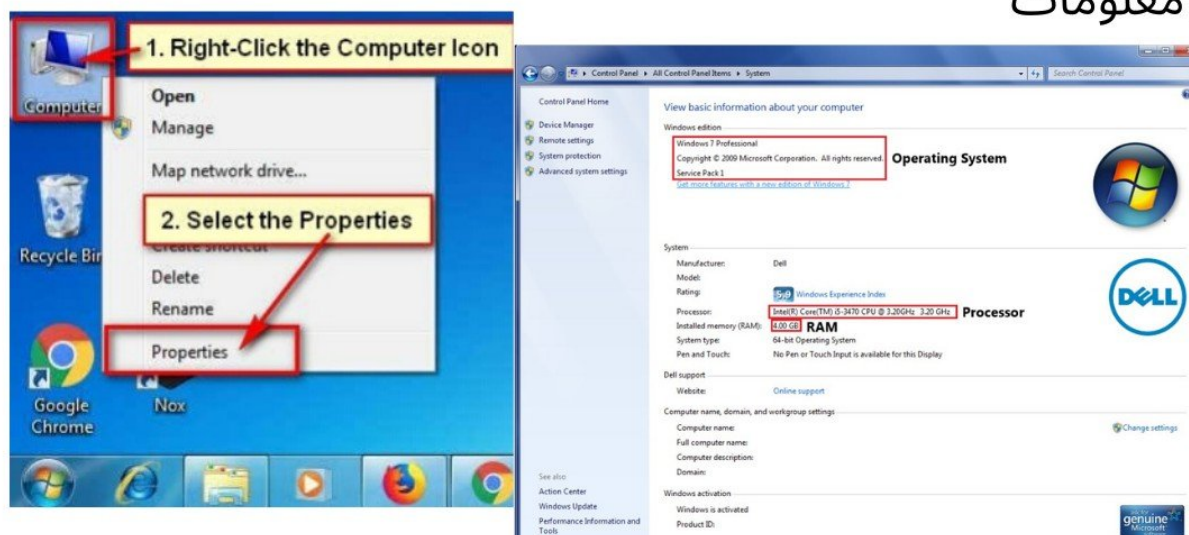 معلومات
1. Right-Click the Computer Icon
Computer
Open
Manage
Map network drive...
2. Select the Properties
Create shortcut
Delete
Rename
Properties
Recycle Bin
Google
Chrome
Nox
Control Panel ▸ All Control Panel Items ▸ System
Search Control Panel
Control Panel Home
Device Manager
Remote settings
System protection
Advanced system settings
See also
Action Center
Windows Update
Performance Information and
Tools
View basic information about your computer
Windows edition
Windows 7 Professional
Copyright © 2009 Microsoft Corporation. All rights reserved.
Operating System
Service Pack 1
Get more features with a new edition of Windows 7
System
Manufacturer: Dell
Model:
Rating: 5.9 Windows Experience Index
Processor: Intel(R) Core(TM) i5-3470 CPU @ 3.20GHz 3.20 GHz Processor
Installed memory (RAM): 4.00 GB RAM
System type: 64-bit Operating System
Pen and Touch: No Pen or Touch Input is available for this Display
DELL
Dell support
Website: Online support
Computer name, domain, and workgroup settings
Computer name: Change settings
Full computer name:
Computer description:
Domain:
Windows activation
Windows is activated
Product ID:
genuine
Microsoft